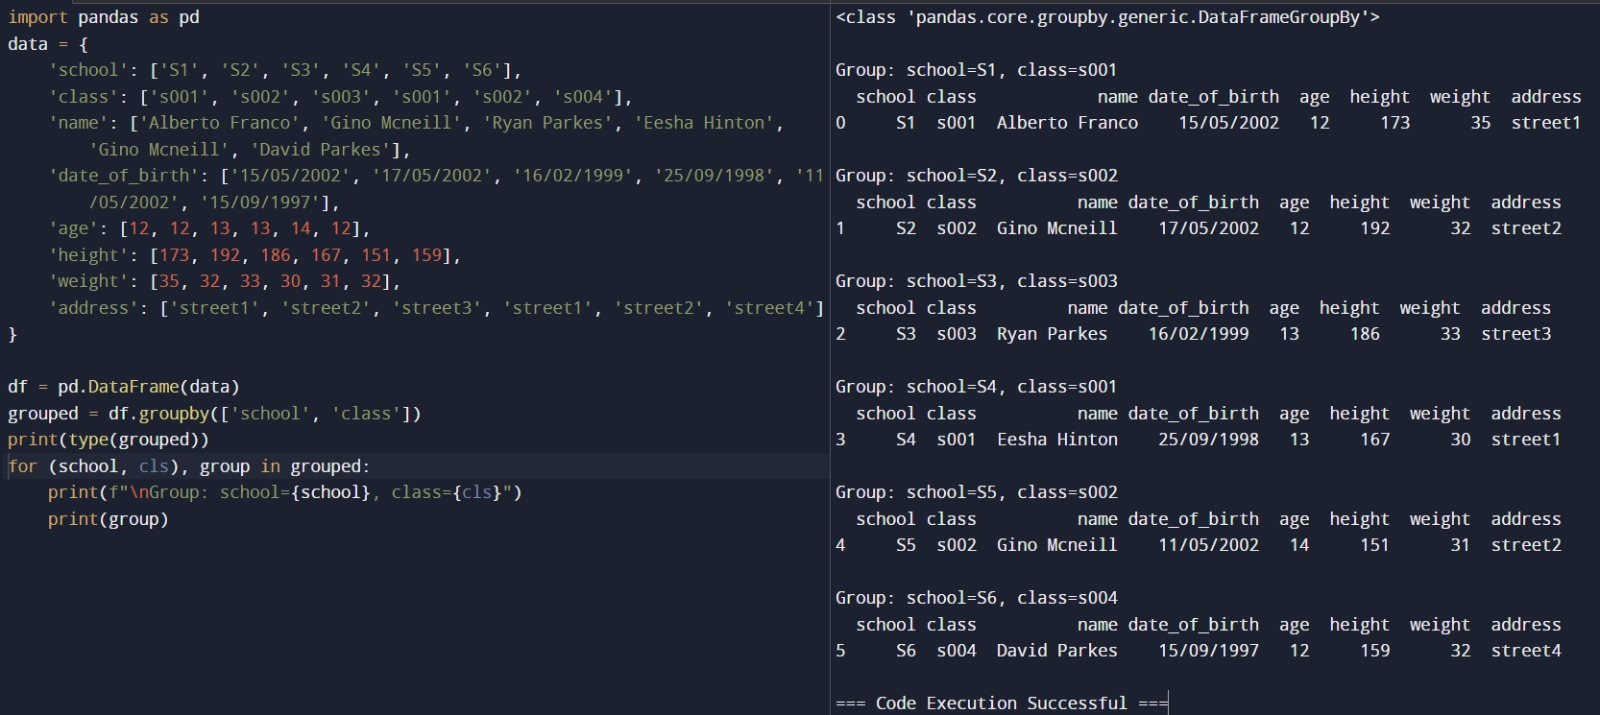 import pandas as pd
data = {
    'school': ['S1', 'S2', 'S3', 'S4', 'S5', 'S6'],
    'class': ['s001', 's002', 's003', 's001', 's002', 's004'],
    'name': ['Alberto Franco', 'Gino Mcneill', 'Ryan Parkes', 'Eesha Hinton',
        'Gino Mcneill', 'David Parkes'],
    'date_of_birth': ['15/05/2002', '17/05/2002', '16/02/1999', '25/09/1998', '11
        /05/2002', '15/09/1997'],
    'age': [12, 12, 13, 13, 14, 12],
    'height': [173, 192, 186, 167, 151, 159],
    'weight': [35, 32, 33, 30, 31, 32],
    'address': ['street1', 'street2', 'street3', 'street1', 'street2', 'street4']
}
df = pd.DataFrame(data)
grouped = df.groupby(['school', 'class'])
print(type(grouped))
for (school, cls), group in grouped:
    print(f"\nGroup: school={school}, class={cls}")
    print(group)
<class 'pandas.core.groupby.generic.DataFrameGroupBy'>
Group: school=S1, class=s001
  school class            name date_of_birth  age  height  weight  address
0     S1  s001  Alberto Franco    15/05/2002   12     173      35  street1
Group: school=S2, class=s002
  school class          name date_of_birth  age  height  weight  address
1     S2  s002  Gino Mcneill    17/05/2002   12     192      32  street2
Group: school=S3, class=s003
  school class         name date_of_birth  age  height  weight  address
2     S3  s003  Ryan Parkes    16/02/1999   13     186      33  street3
Group: school=S4, class=s001
  school class          name date_of_birth  age  height  weight  address
3     S4  s001  Eesha Hinton    25/09/1998   13     167      30  street1
Group: school=S5, class=s002
  school class          name date_of_birth  age  height  weight  address
4     S5  s002  Gino Mcneill    11/05/2002   14     151      31  street2
Group: school=S6, class=s004
  school class          name date_of_birth  age  height  weight  address
5     S6  s004  David Parkes    15/09/1997   12     159      32  street4
=== Code Execution Successful ===